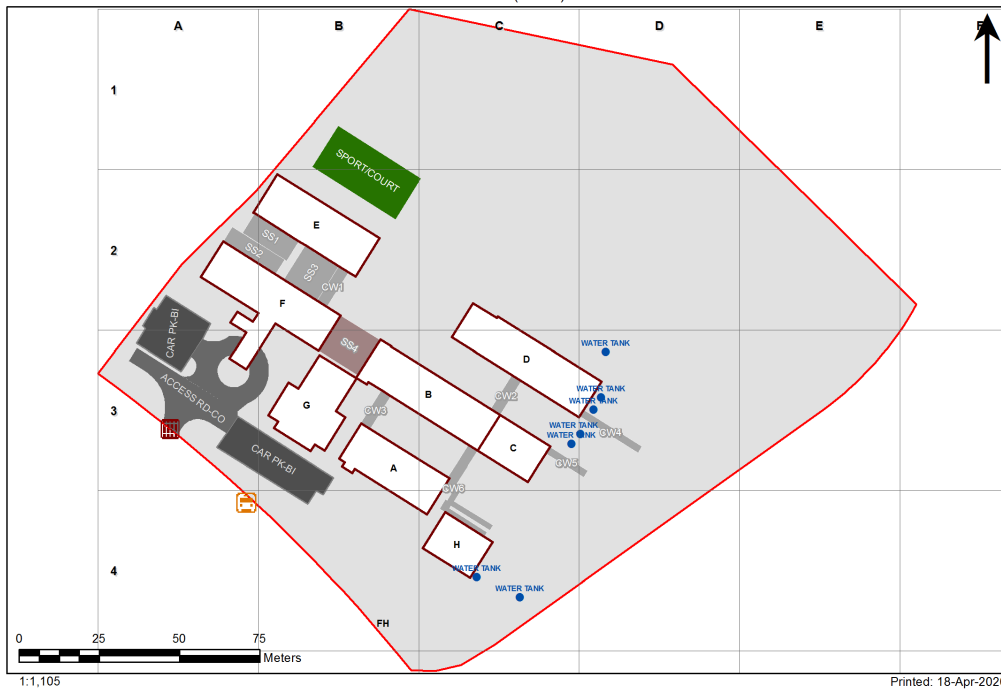 A
B
C
D
E
1
SPORT/COURT
E
SS1
SS2
2
SS3
CW1
F
CAR PK-BI
SS4
WATER TANK
D
WATER TANK
CW2
B
WATER TANK
ACCESS RD-CO
G
CW3
3
WATER TANK
CW4
WATER TANK
C
CAR PK-BI
CW5
A
CW6
H
WATER TANK
4
WATER TANK
FH
0 25 50 75
Meters
1:1,105
Printed: 18-Apr-202